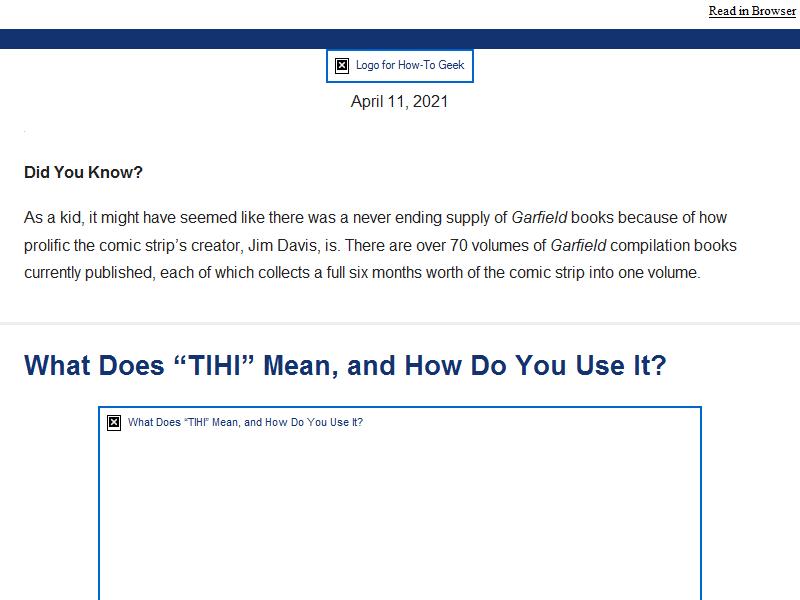 Read in Browser
Logo for How-To Geek
April 11, 2021
Did You Know?
As a kid, it might have seemed like there was a never ending supply of Garfield books because of how
prolific the comic strip’s creator, Jim Davis, is. There are over 70 volumes of Garfield compilation books
currently published, each of which collects a full six months worth of the comic strip into one volume.
What Does “TIHI” Mean, and How Do You Use It?
What Does “TIHI” Mean, and How Do You Use It?